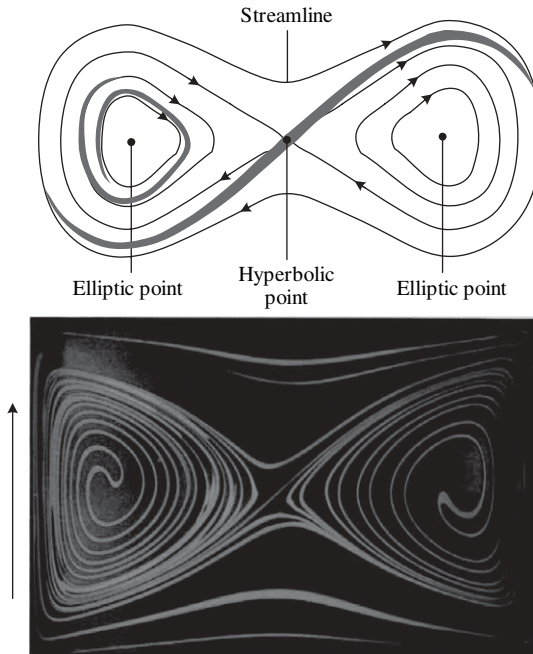 Streamline
Elliptic point
Hyperbolic
point
Elliptic point